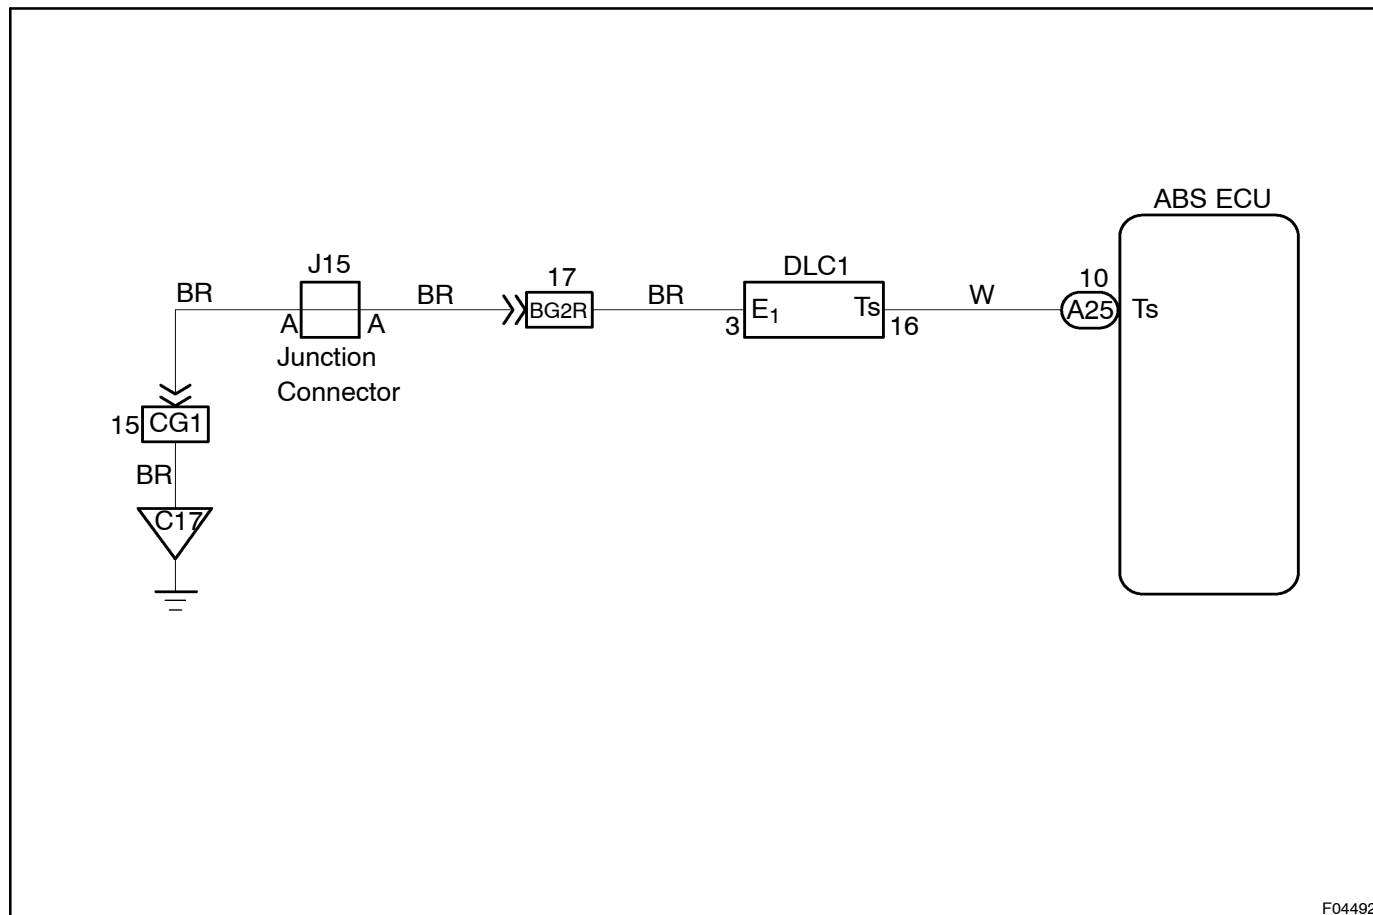 ABS ECU
J15
17
DLC1
10
BR
BR
BG2R
BR
E1
Ts
W
A25
Ts
A
A
3
16
Junction
Connector
15
CG1
BR
C17
F04492